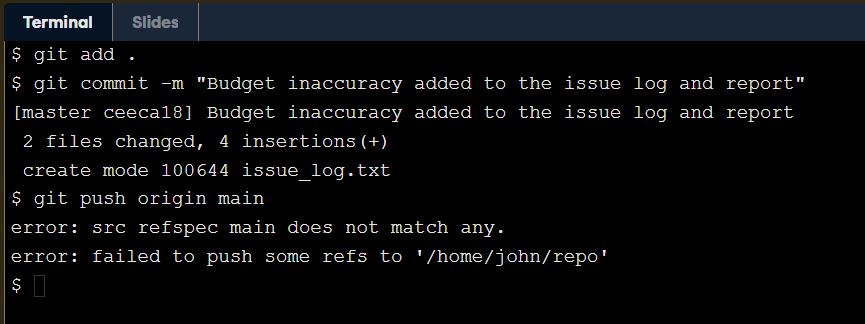 Terminal Slides
$ git add .
$ git commit -m "Budget inaccuracy added to the issue log and report"
[master ceeca18] Budget inaccuracy added to the issue log and report
 2 files changed, 4 insertions(+)
 create mode 100644 issue_log.txt
$ git push origin main
error: src refspec main does not match any.
error: failed to push some refs to '/home/john/repo'
$